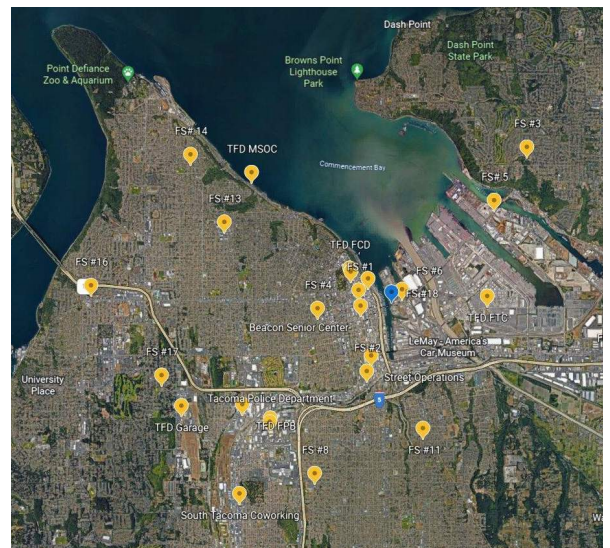 Dash Point
Dash Point
State Park
Browns Point
Lighthouse
Park
Point Defiance
Zoo & Aquarium
FS# 14
FS #3
TFD MSOC
Commencement Bay
FS# 5
FS #13
TFD FCD
FS #1
FS #6
FS #16
FS #4
FS#18
TFD FTC
Beacon Senior Center
LeMay - America's
Car Museum
FS #2
FS #17
Street Operations
University
Place
Tacoma Police Department
5
TFD Garage
TFD FPB
FS #8
FS #11
South Tacoma Coworking
Wa